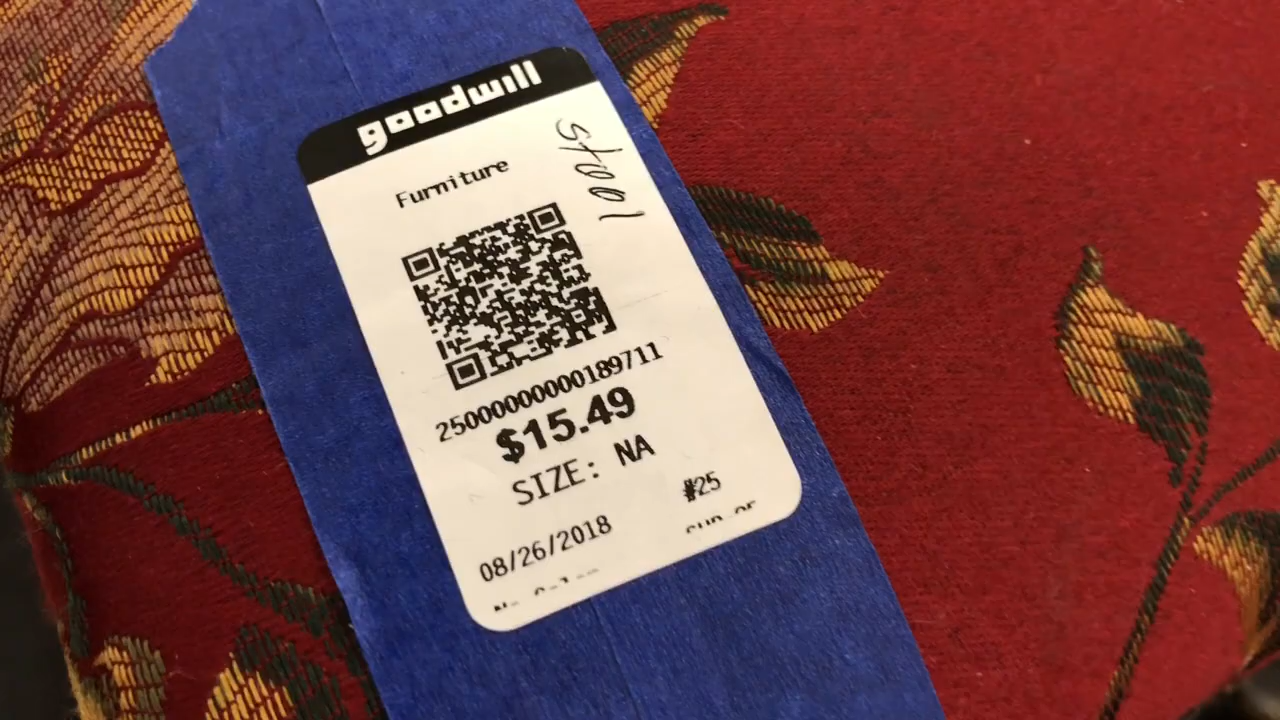 goodwill
Furniture
stool
2500000000189711
$15.49
SIZE: NA
#25
08/26/2018